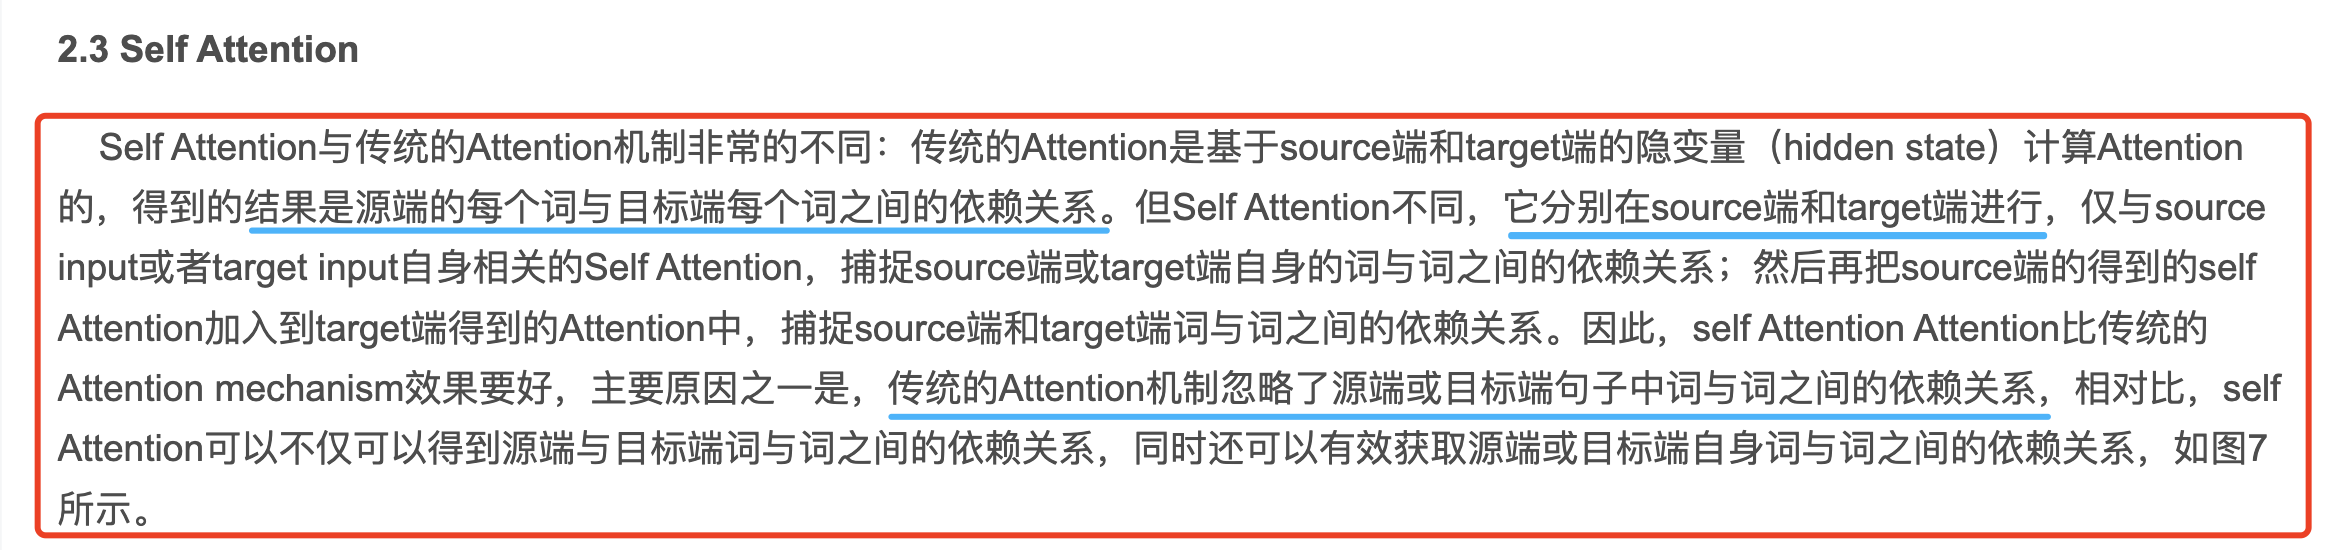 2.3 Self Attention
Self Attention与传统的Attention机制非常的不同：传统的Attention是基于source端和target端的隐变量（hidden state）计算Attention
的，得到的结果是源端的每个词与目标端每个词之间的依赖关系。但Self Attention不同，它分别在source端和target端进行，仅与source
input或者target input自身相关的Self Attention，捕捉source端或target端自身的词与词之间的依赖关系；然后再把source端的得到的self
Attention加入到target端得到的Attention中，捕捉source端和target端词与词之间的依赖关系。因此，self Attention Attention比传统的
Attention mechanism效果要好，主要原因之一是，传统的Attention机制忽略了源端或目标端句子中词与词之间的依赖关系，相对比，self
Attention可以不仅可以得到源端与目标端词与词之间的依赖关系，同时还可以有效获取源端或目标端自身词与词之间的依赖关系，如图7
所示。